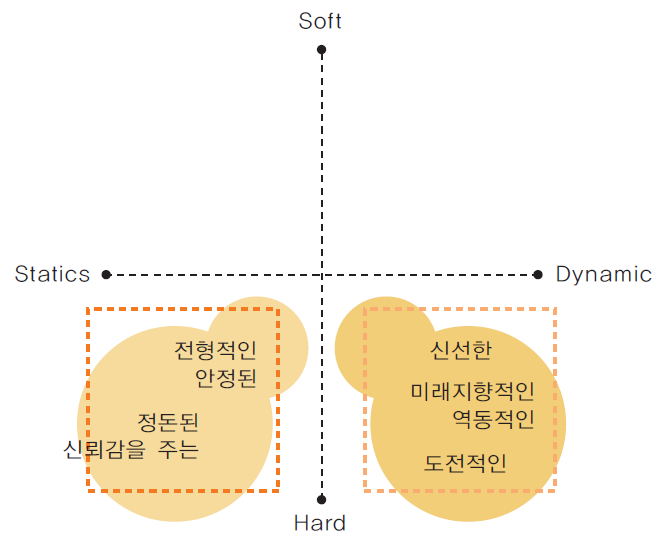 Soft
Statics
Dynamic
전형적인
안정된
정돈된
신뢰감을 주는
신선한
미래지향적인
역동적인
도전적인
Hard